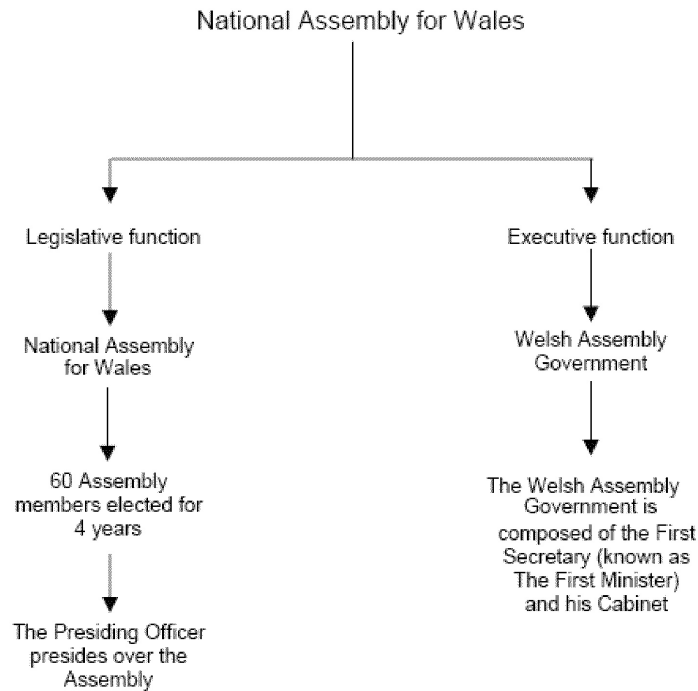 National Assembly for Wales
Legislative function
Executive function
National Assembly
for Wales
Welsh Assembly
Government
60 Assembly
members elected for
4 years
The Welsh Assembly
Government is
composed of the First
Secretary (known as
The First Minister)
and his Cabinet
The Presiding Officer
presides over the
Assembly